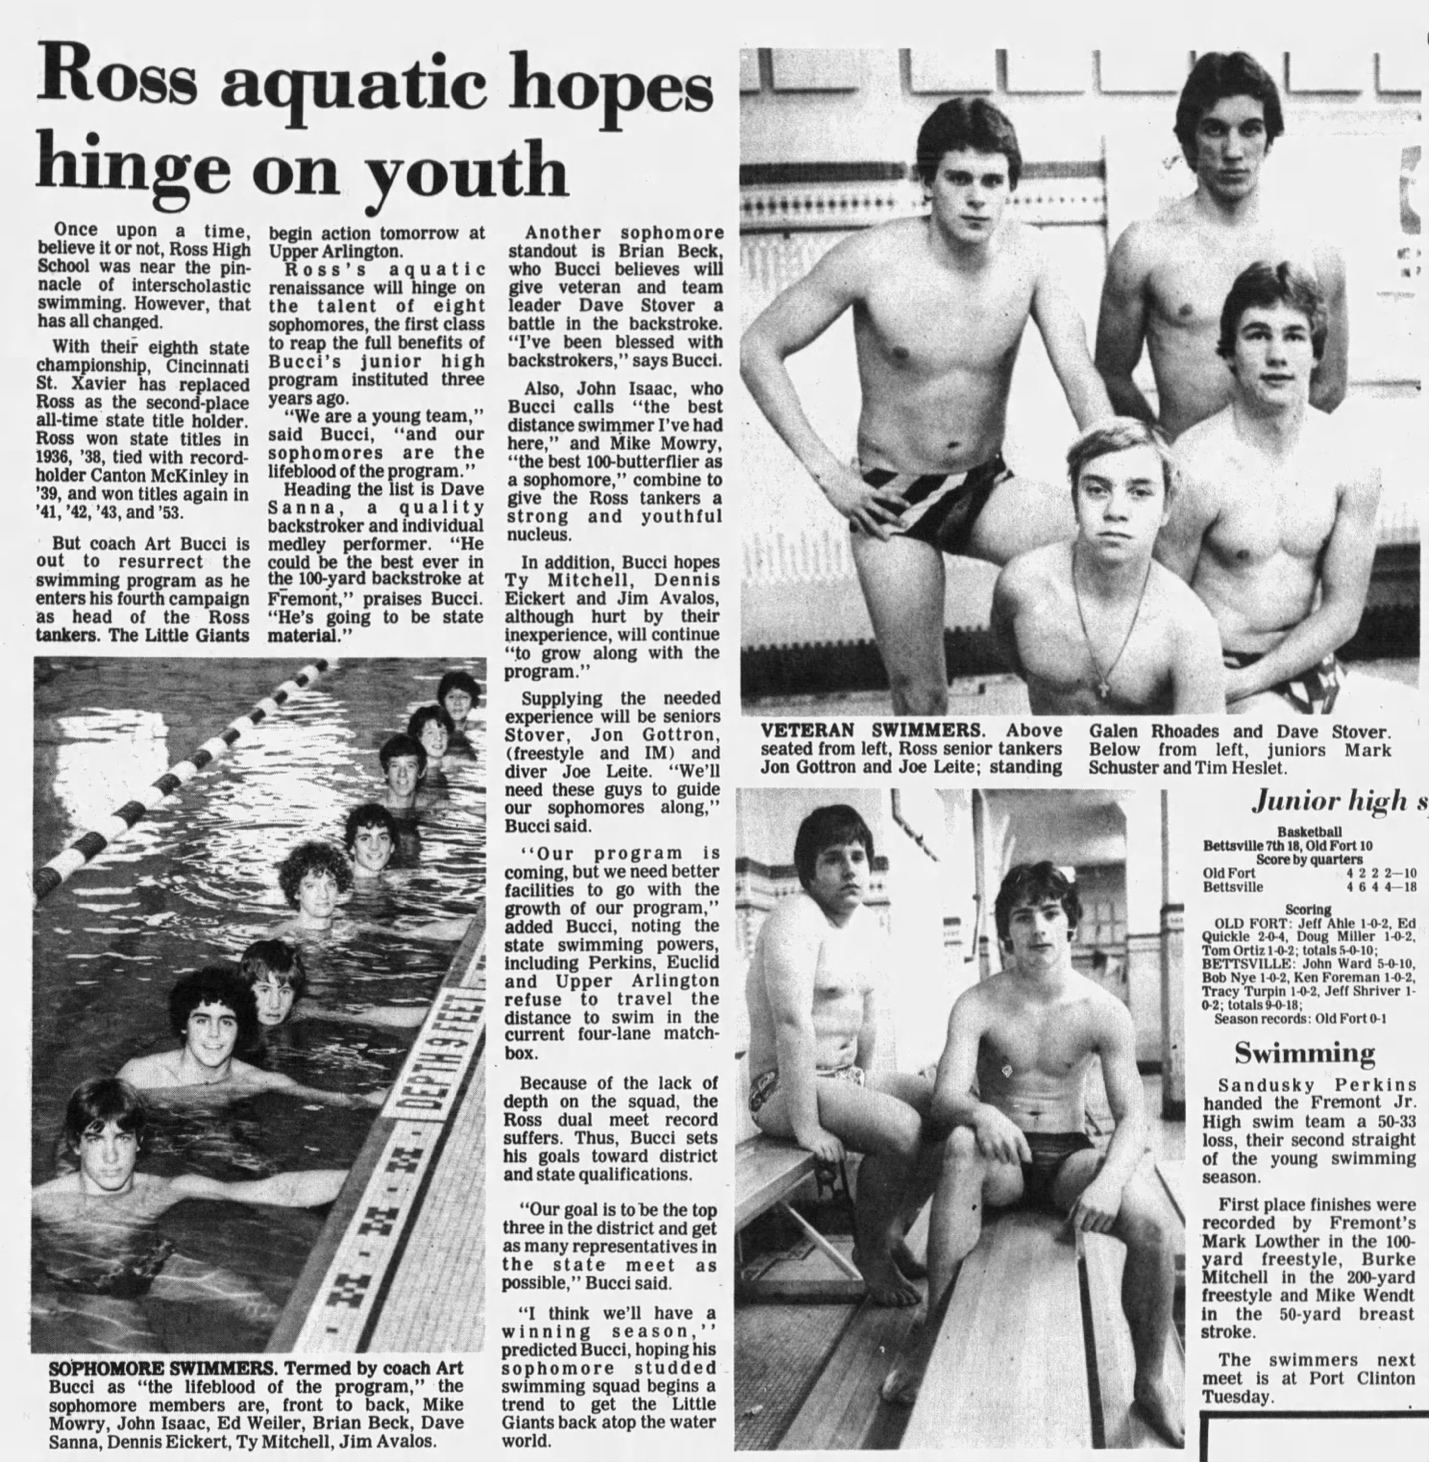 Ross aquatic hopes
hinge on youth
Once upon a time,
believe it or not, Ross High
School was near the pin-
nacle of interscholastic
swimming. However, that
has all changed.
With their eighth state
championship, Cincinnati
St. Xavier has replaced
Ross as the second-place
all-time state title holder.
Ross won state titles in
1936, '38, tied with record-
holder Canton McKinley in
'39, and won titles again in
'41, '42, '43, and '53.
But coach Art Bucci is
out to resurrect the
swimming program as he
enters his fourth campaign
as head of the Ross
tankers. The Little Giants
begin action tomorrow at
Upper Arlington.
Ross's aquatic
renaissance will hinge on
the talent of eight
sophomores, the first class
to reap the full benefits of
Bucci's junior high
program instituted three
years ago.
"We are a young team,"
said Bucci, "and our
sophomores are the
lifeblood of the program."
Heading the list is Dave
Sanna, a quality
backstroker and individual
medley performer. "He
could be the best ever in
the 100-yard backstroke at
Fremont," praises Bucci.
"He's going to be state
material."
Another sophomore
standout is Brian Beck,
who Bucci believes will
give veteran and team
leader Dave Stover a
battle in the backstroke.
"I've been blessed with
backstrokers," says Bucci.
Also, John Isaac, who
Bucci calls "the best
distance swimmer I've had
here," and Mike Mowry,
"the best 100-butterflier as
a sophomore," combine to
give the Ross tankers a
strong and youthful
nucleus.
In addition, Bucci hopes
Ty Mitchell, Dennis
Eickert and Jim Avalos,
although hurt by their
inexperience, will continue
"to grow along with the
program."
Supplying the needed
experience will be seniors
Stover, Jon Gottron,
(freestyle and IM) and
diver Joe Leite. "We'll
need these guys to guide
our sophomores along,"
Bucci said.
"Our program is
coming, but we need better
facilities to go with the
growth of our program,"
added Bucci, noting the
state swimming powers,
including Perkins, Euclid
and Upper Arlington
refuse to travel the
distance to swim in the
current four-lane match-
box.
Because of the lack of
depth on the squad, the
Ross dual meet record
suffers. Thus, Bucci sets
his goals toward district
and state qualifications.
"Our goal is to be the top
three in the district and get
as many representatives in
the state meet as
possible," Bucci said.
"I think we'll have a
winning season,"
predicted Bucci, hoping his
sophomore studded
swimming squad begins a
trend to get the Little
Giants back atop the water
world.
DEPTH 9 FEET
SOPHOMORE SWIMMERS. Termed by coach Art
Bucci as "the lifeblood of the program," the
sophomore members are, front to back, Mike
Mowry, John Isaac, Ed Weiler, Brian Beck, Dave
Sanna, Dennis Eickert, Ty Mitchell, Jim Avalos.
VETERAN SWIMMERS. Above
seated from left, Ross senior tankers
Jon Gottron and Joe Leite; standing
Galen Rhoades and Dave Stover.
Below from left, juniors Mark
Schuster and Tim Heslet.
Junior high s
Basketball
Bettsville 7th 18, Old Fort 10
Score by quarters
Old Fort 4 2 2 2—10
Bettsville 4 6 4 4—18
Scoring
OLD FORT: Jeff Ahle 1-0-2, Ed
Quickle 2-0-4, Doug Miller 1-0-2,
Tom Ortiz 1-0-2; totals 5-0-10;
BETTSVILLE: John Ward 5-0-10,
Bob Nye 1-0-2, Ken Foreman 1-0-2,
Tracy Turpin 1-0-2, Jeff Shriver 1-
0-2; totals 9-0-18;
Season records: Old Fort 0-1
Swimming
Sandusky Perkins
handed the Fremont Jr.
High swim team a 50-33
loss, their second straight
of the young swimming
season.
First place finishes were
recorded by Fremont's
Mark Lowther in the 100-
yard freestyle, Burke
Mitchell in the 200-yard
freestyle and Mike Wendt
in the 50-yard breast
stroke.
The swimmers next
meet is at Port Clinton
Tuesday.